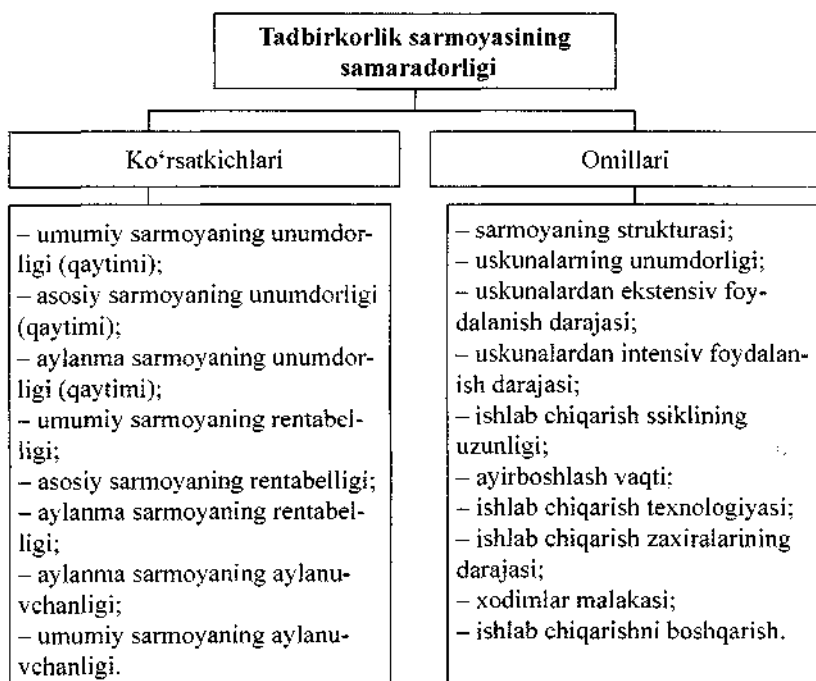 Tadbirkorlik sarmoyasining
samaradorligi
Ko‘rsatkichlari
– umumiy sarmoyaning unumdor-
ligi (qaytimi);
– asosiy sarmoyaning unumdorligi
(qaytimi);
– aylanma sarmoyaning unumdor-
ligi (qaytimi);
– umumiy sarmoyaning rentabel-
ligi;
– asosiy sarmoyaning rentabelligi;
– aylanma sarmoyaning rentabel-
ligi;
– aylanma sarmoyaning aylanu-
vchanligi;
– umumiy sarmoyaning aylanu-
vchanligi.
Omillari
– sarmoyaning strukturasi;
– uskunalarning unumdorligi;
– uskunalardan ekstensiv foy-
dalanish darajasi;
– uskunalardan intensiv foydalan-
ish darajasi;
– ishlab chiqarish ssiklining
uzunligi;
– ayirboshlash vaqti;
– ishlab chiqarish texnologiyasi;
– ishlab chiqarish zaxiralarining
darajasi;
– xodimlar malakasi;
– ishlab chiqarishni boshqarish.